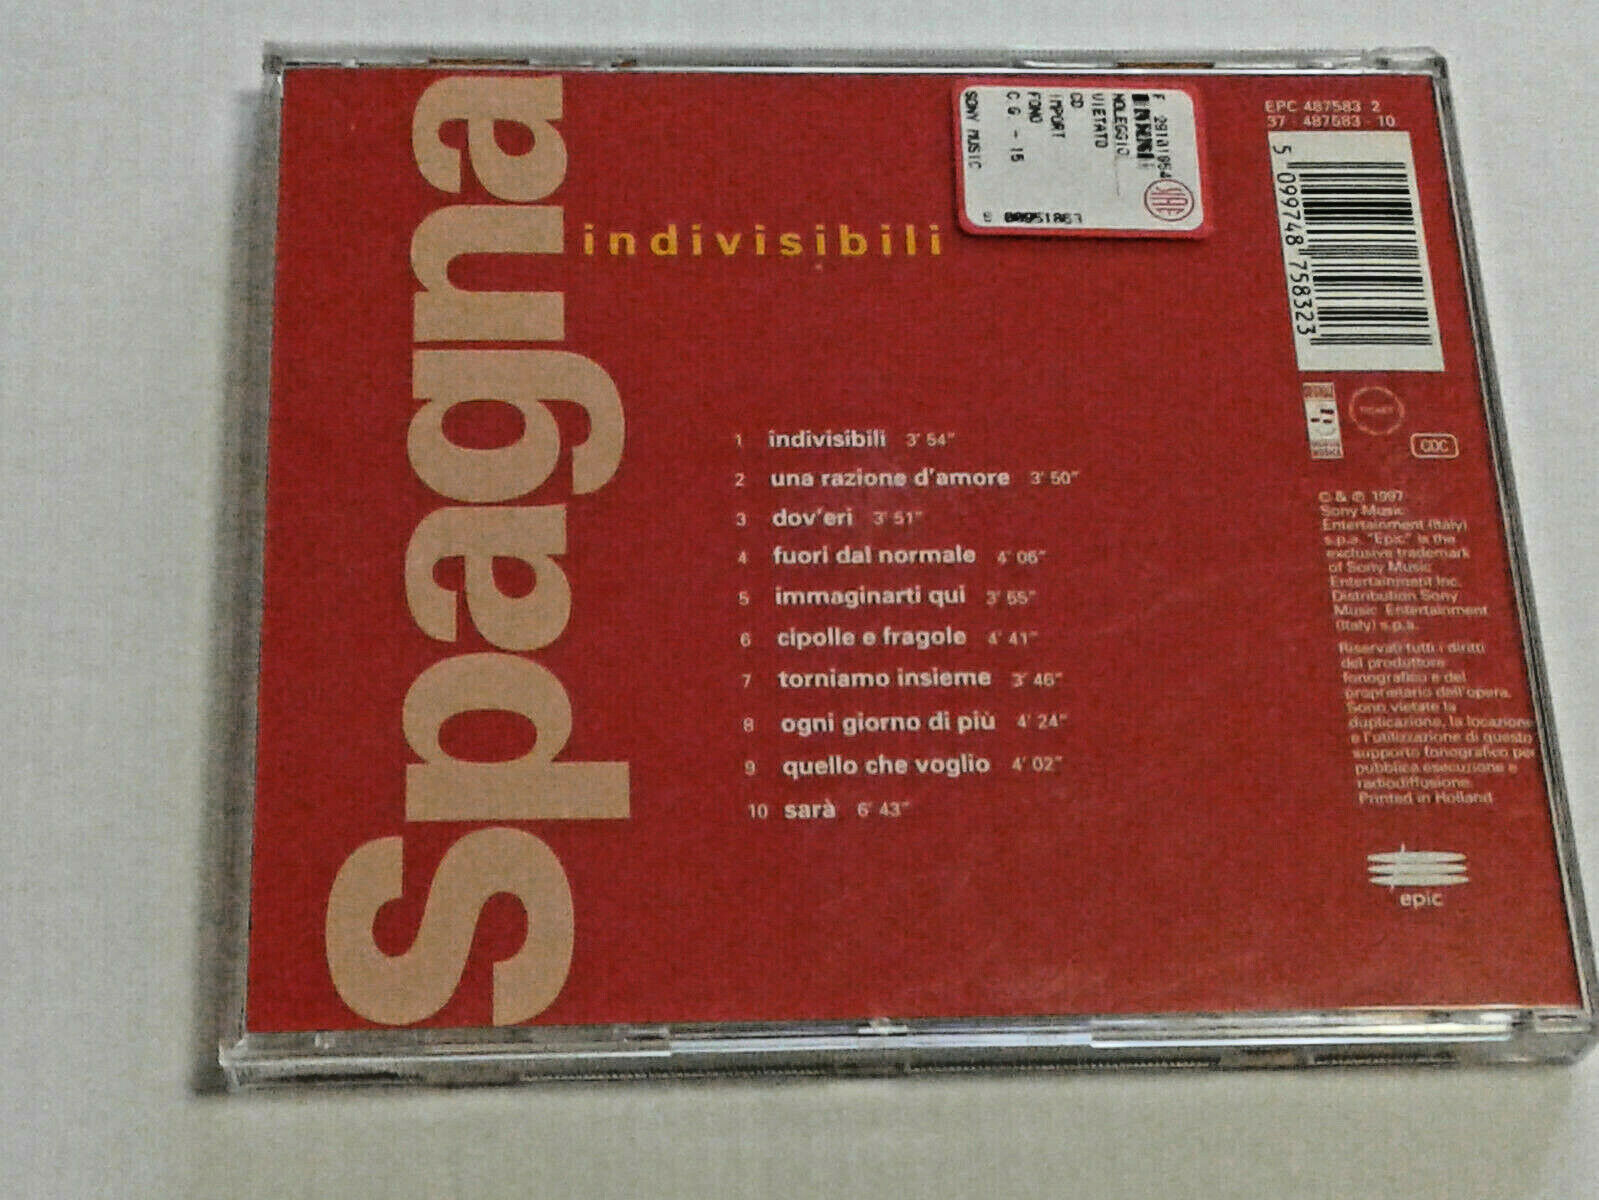 Spagna
indivisibili
F 29101954
NOLEGGIO
VIETATO
CD
IMPORT
FONO
C G - 15
SONY MUSIC
SIAE
EPC 487583 2
37 - 487583 - 10
5 099748 758323
1 indivisibili 3' 54"
2 una razione d'amore 3' 50"
3 dov'eri 3' 51"
4 fuori dal normale 4' 06"
5 immaginarti qui 3' 55"
6 cipolle e fragole 4' 41"
7 torniamo insieme 3' 46"
8 ogni giorno di più 4' 24"
9 quello che voglio 4' 02"
10 sarà 6' 43"
CDC
© & ℗ 1997
Sony Music
Entertainment (Italy)
s.p.a. "Epic" is the
exclusive trademark
of Sony Music
Entertainment Inc.
Distribution Sony
Music Entertainment
(Italy) s.p.a.
Riservati tutti i diritti
del produttore
fonografico e del
proprietario dell'opera.
Sono vietate la
duplicazione, la locazione
e l'utilizzazione di questo
supporto fonografico per
pubblica esecuzione e
radiodiffusione
Printed in Holland
epic